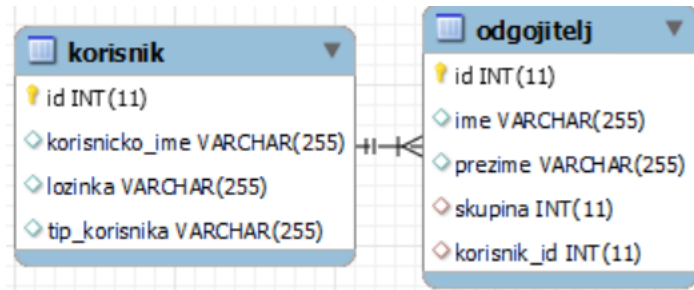 korisnik
id INT(11)
korisnicko_ime VARCHAR(255)
lozinka VARCHAR(255)
tip_korisnika VARCHAR(255)
odgojitelj
id INT(11)
ime VARCHAR(255)
prezime VARCHAR(255)
skupina INT(11)
korisnik_id INT(11)